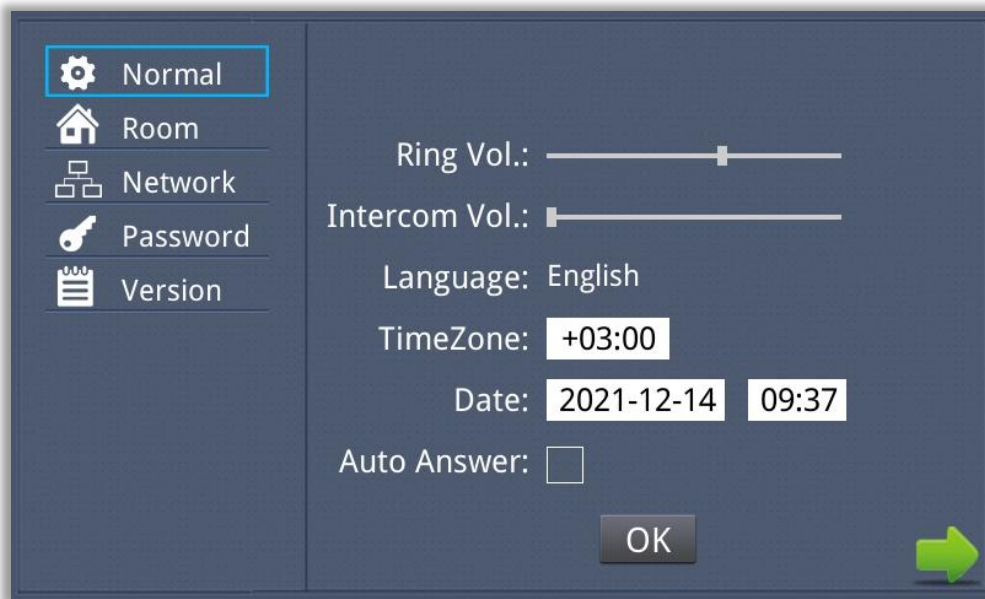 Normal
Room
Network
Password
Version
Ring Vol.:
Intercom Vol.:
Language: English
TimeZone: +03:00
Date: 2021-12-14 09:37
Auto Answer:
OK